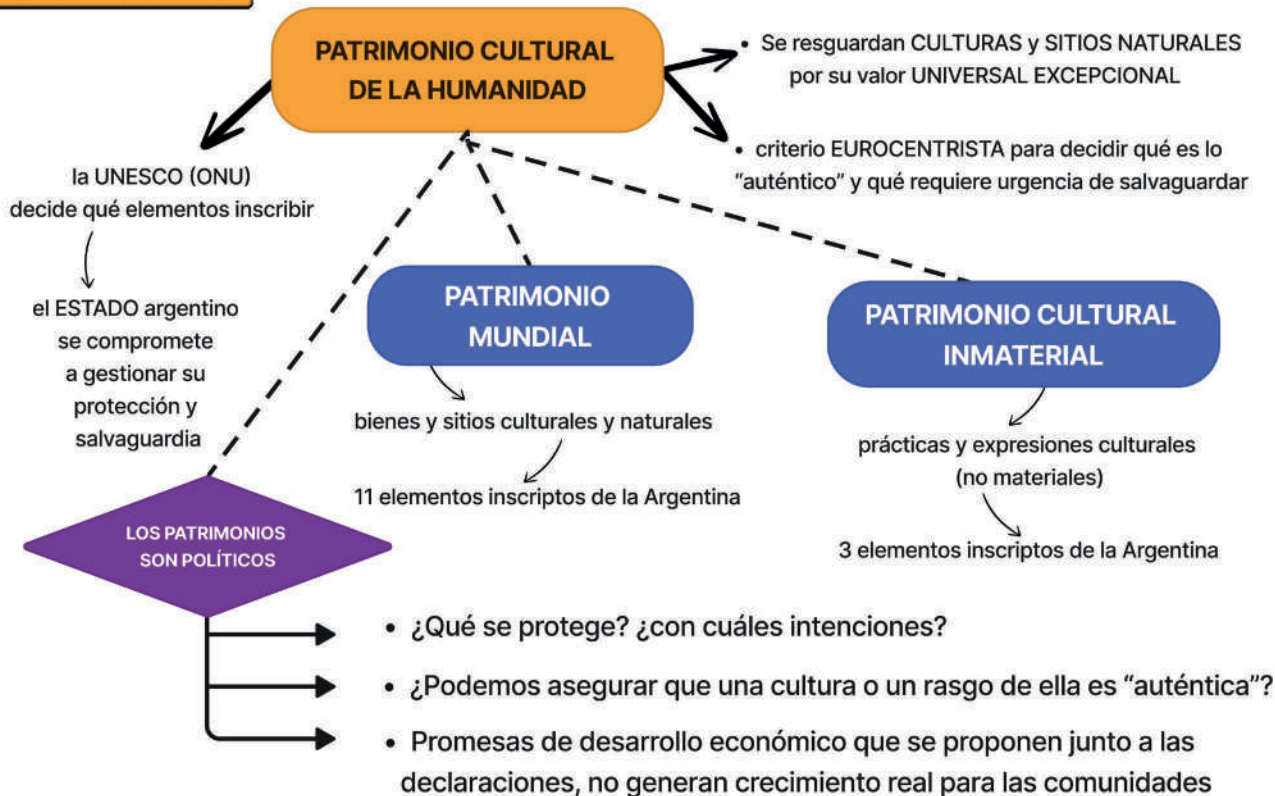 PATRIMONIO CULTURAL
DE LA HUMANIDAD
• Se resguardan CULTURAS y SITIOS NATURALES
por su valor UNIVERSAL EXCEPCIONAL
• criterio EUROCENTRISTA para decidir qué es lo
“auténtico” y qué requiere urgencia de salvaguardar
la UNESCO (ONU)
decide qué elementos inscribir
el ESTADO argentino
se compromete
a gestionar su
protección y
salvaguardia
PATRIMONIO
MUNDIAL
bienes y sitios culturales y naturales
11 elementos inscriptos de la Argentina
PATRIMONIO CULTURAL
INMATERIAL
prácticas y expresiones culturales
(no materiales)
3 elementos inscriptos de la Argentina
LOS PATRIMONIOS
SON POLÍTICOS
• ¿Qué se protege? ¿con cuáles intenciones?
• ¿Podemos asegurar que una cultura o un rasgo de ella es “auténtica”?
• Promesas de desarrollo económico que se proponen junto a las
declaraciones, no generan crecimiento real para las comunidades